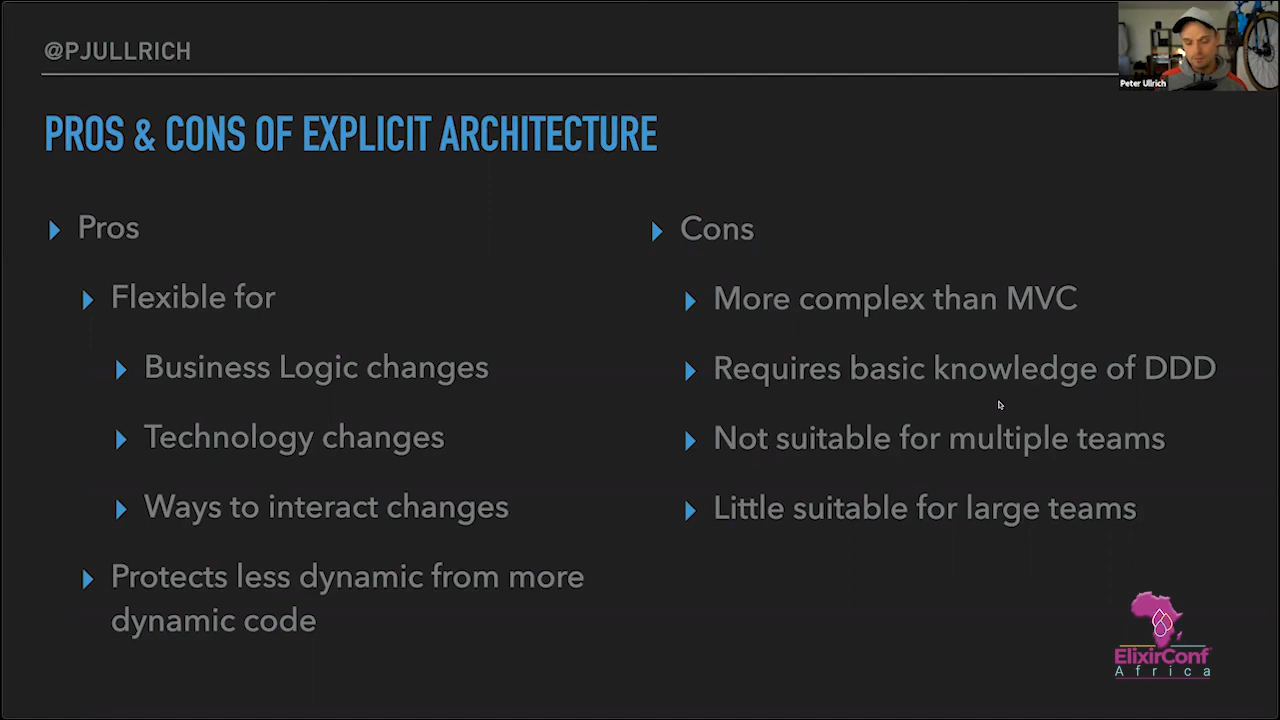 @PJULLRICH
Peter Ullrich
PROS & CONS OF EXPLICIT ARCHITECTURE
Pros
Flexible for
Business Logic changes
Technology changes
Ways to interact changes
Protects less dynamic from more
dynamic code
Cons
More complex than MVC
Requires basic knowledge of DDD
Not suitable for multiple teams
Little suitable for large teams
ElixirConf
Africa